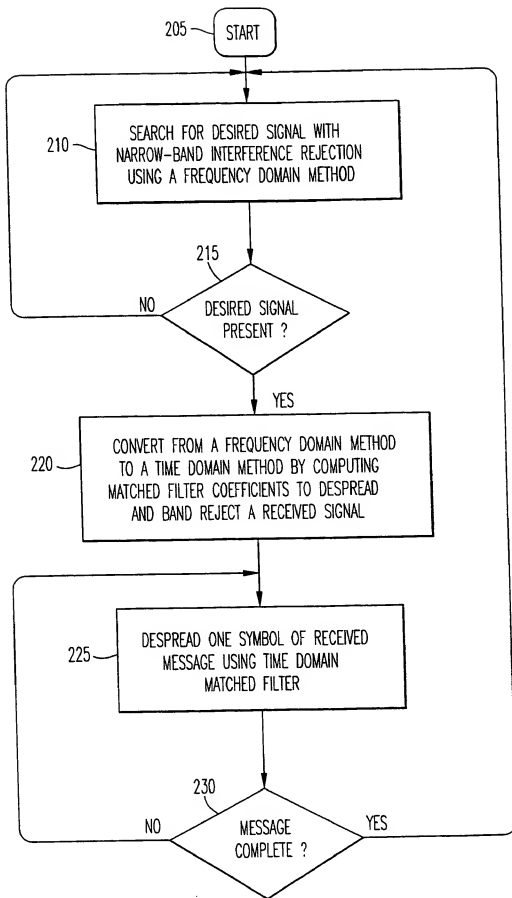 205
START
210
SEARCH FOR DESIRED SIGNAL WITH
NARROW-BAND INTERFERENCE REJECTION
USING A FREQUENCY DOMAIN METHOD
215
NO
DESIRED SIGNAL
PRESENT ?
YES
220
CONVERT FROM A FREQUENCY DOMAIN METHOD
TO A TIME DOMAIN METHOD BY COMPUTING
MATCHED FILTER COEFFICIENTS TO DESPREAD
AND BAND REJECT A RECEIVED SIGNAL
225
DESPREAD ONE SYMBOL OF RECEIVED
MESSAGE USING TIME DOMAIN
MATCHED FILTER
230
NO
MESSAGE
COMPLETE ?
YES